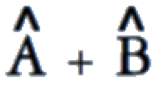 Â + B̂